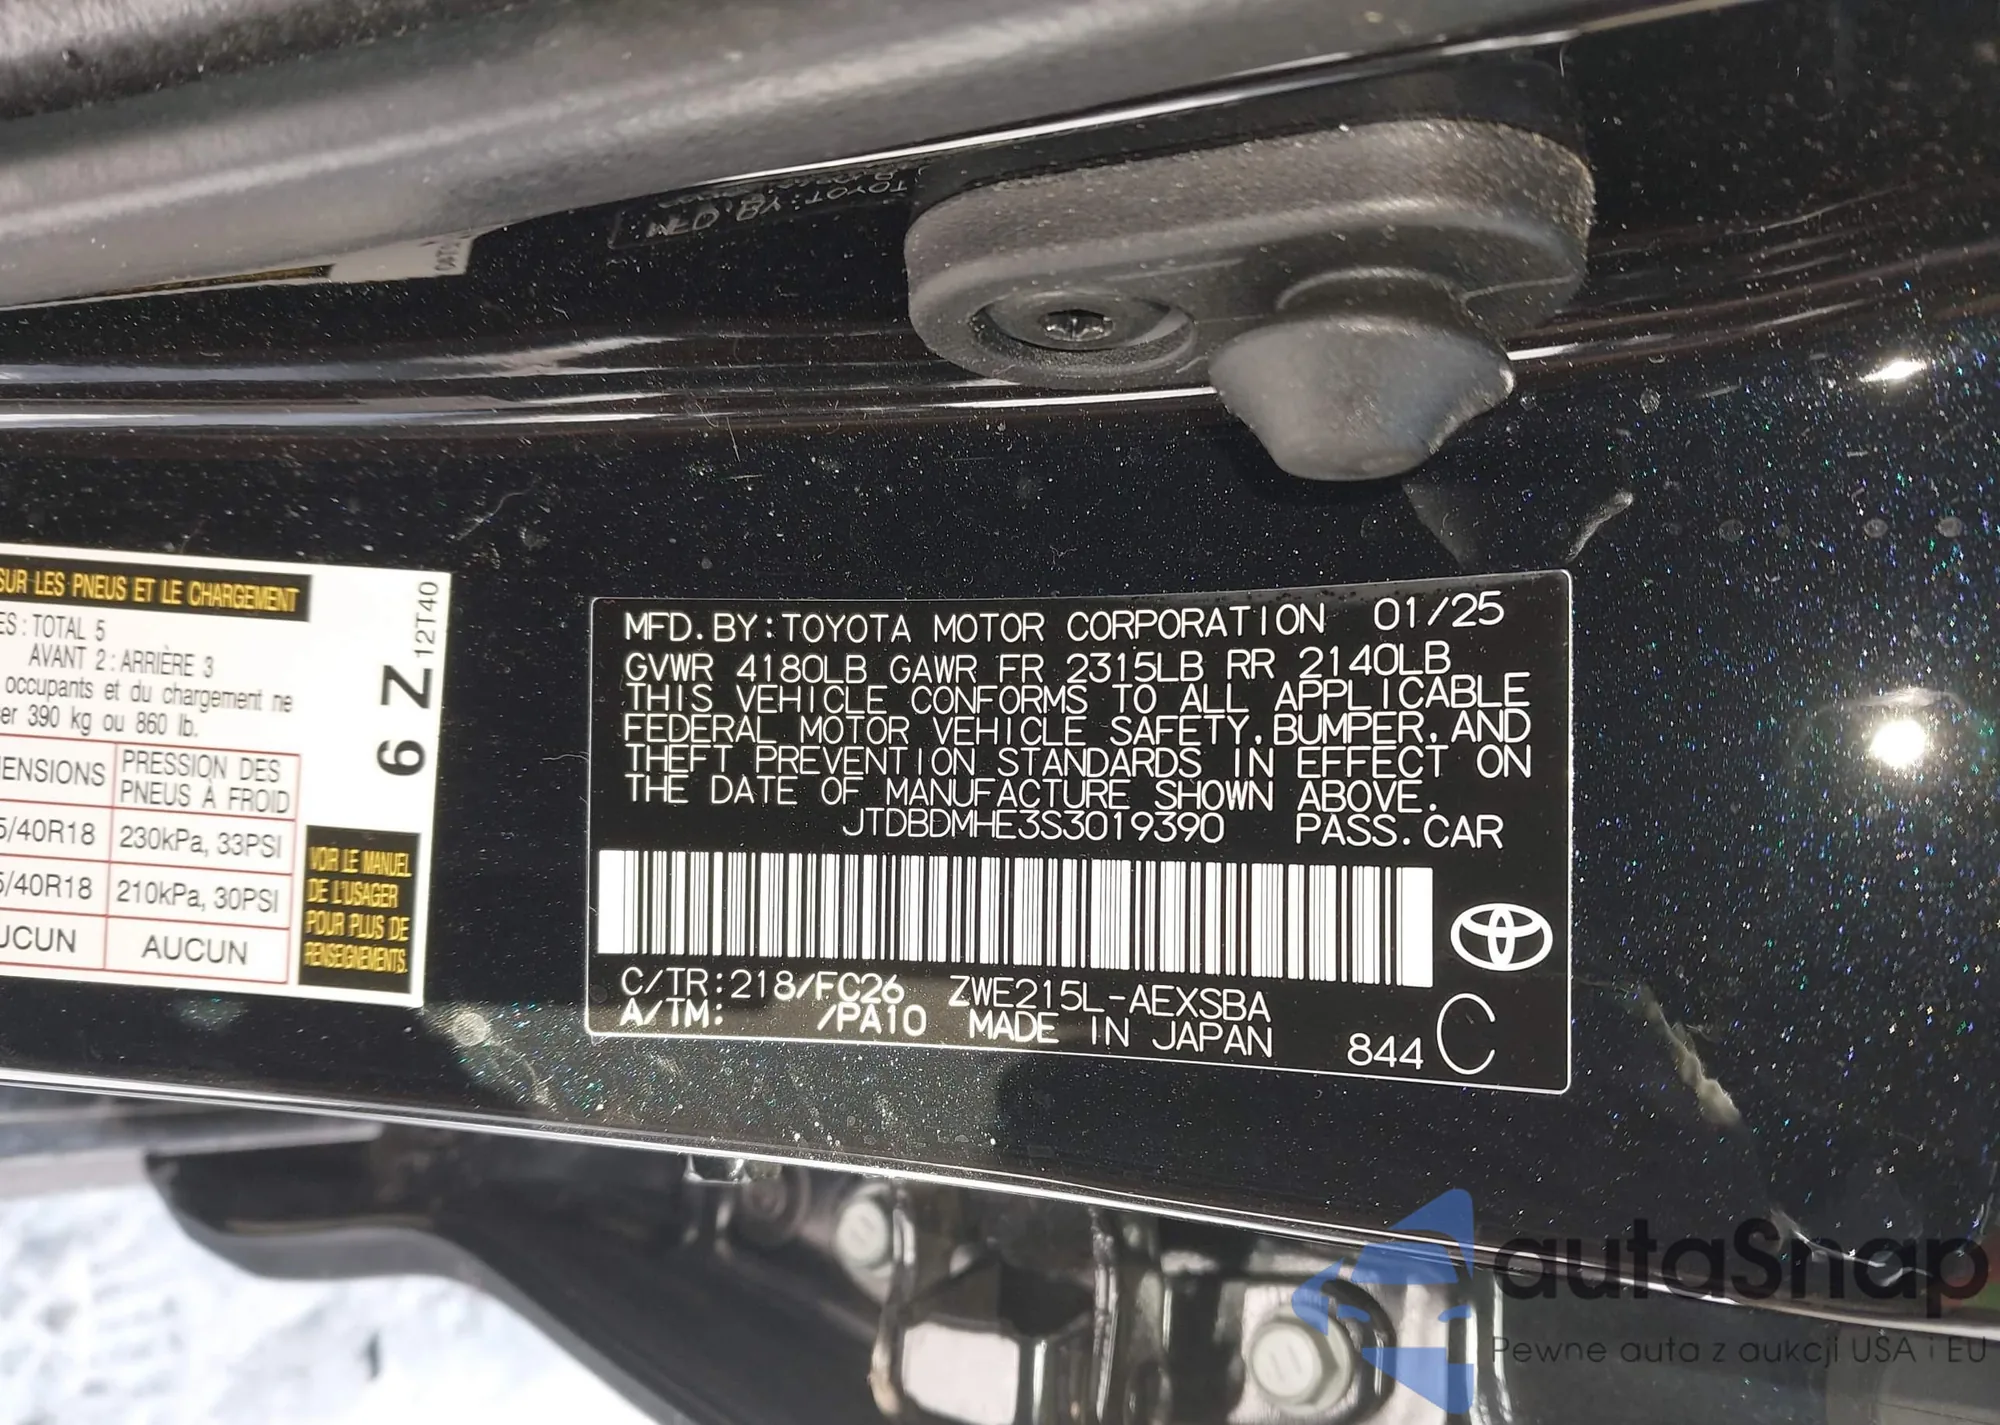 SUR LES PNEUS ET LE CHARGEMENT
TOTAL 5
AVANT 2 : ARRIÈRE 3
occupants et du chargement ne
390 kg ou 860 lb.
PRESSION DES
PNEUS À FROID
/40R18 230kPa, 33PSI
/40R18 210kPa, 30PSI
AUCUN
12T40
6 Z
VOIR LE MANUEL
DE L'USAGER
POUR PLUS DE
RENSEIGNEMENTS.
MFD. BY: TOYOTA MOTOR CORPORATION 01/25
GVWR 4180LB GAWR FR 2315LB RR 2140LB
THIS VEHICLE CONFORMS TO ALL APPLICABLE
FEDERAL MOTOR VEHICLE SAFETY, BUMPER, AND
THEFT PREVENTION STANDARDS IN EFFECT ON
THE DATE OF MANUFACTURE SHOWN ABOVE.
JTDBDMHE3S3019390 PASS. CAR
C/TR: 218/FC26 ZWE215L-AEXSBA
A/TM: /PA10 MADE IN JAPAN 844 C
autaSnap
Pewne auta z aukcji USA i EU